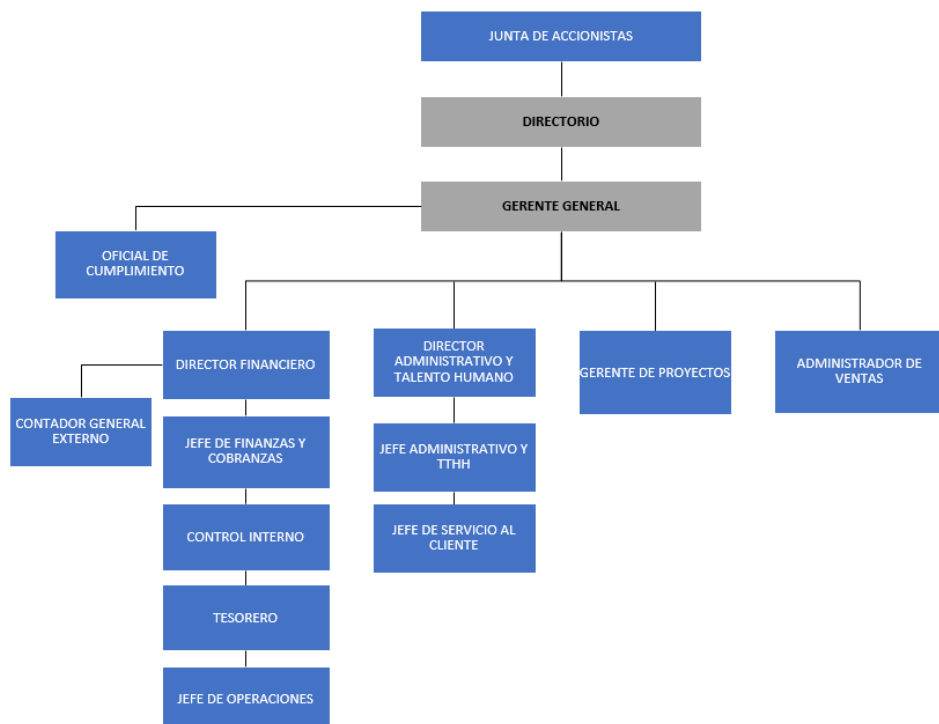 JUNTA DE ACCIONISTAS
DIRECTORIO
GERENTE GENERAL
OFICIAL DE
CUMPLIMIENTO
DIRECTOR FINANCIERO
DIRECTOR
ADMINISTRATIVO Y
TALENTO HUMANO
GERENTE DE PROYECTOS
ADMINISTRADOR DE
VENTAS
CONTADOR GENERAL
EXTERNO
JEFE DE FINANZAS Y
COBRANZAS
JEFE ADMINISTRATIVO Y
TTHH
CONTROL INTERNO
JEFE DE SERVICIO AL
CLIENTE
TESORERO
JEFE DE OPERACIONES